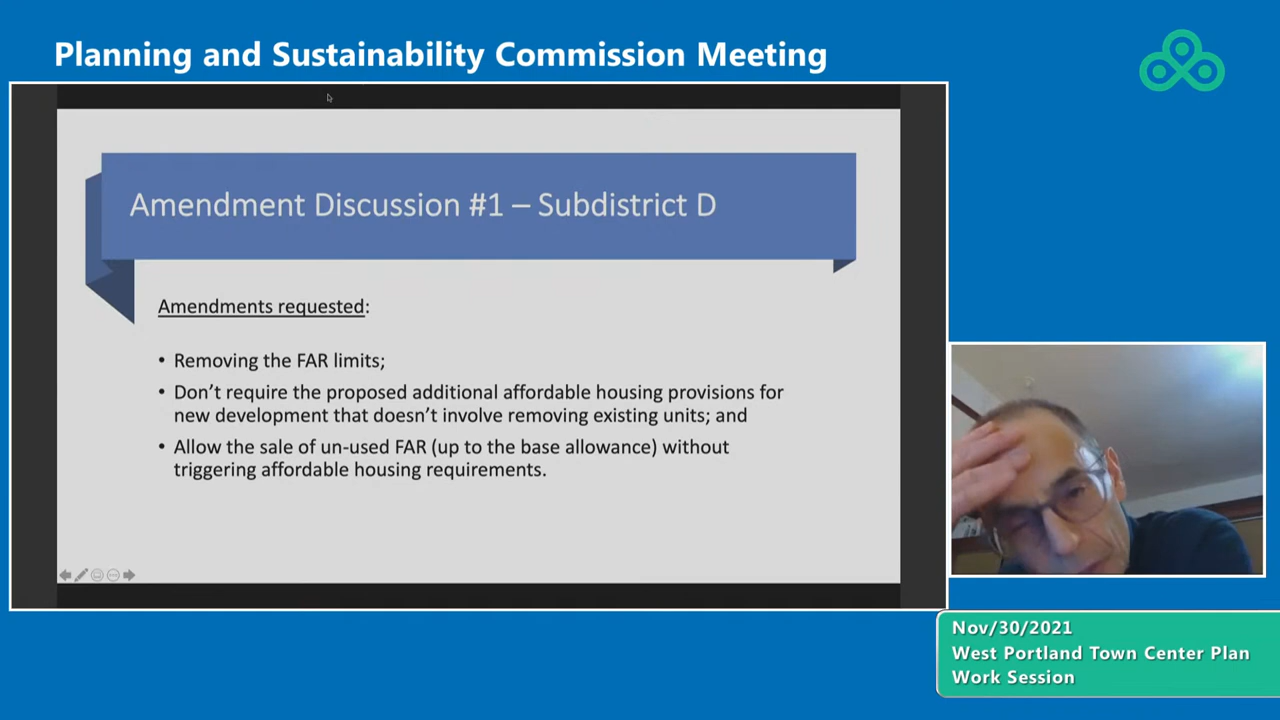 Planning and Sustainability Commission Meeting
Amendment Discussion #1 – Subdistrict D
Amendments requested:
• Removing the FAR limits;
• Don’t require the proposed additional affordable housing provisions for
new development that doesn’t involve removing existing units; and
• Allow the sale of un-used FAR (up to the base allowance) without
triggering affordable housing requirements.
Nov/30/2021
West Portland Town Center Plan
Work Session